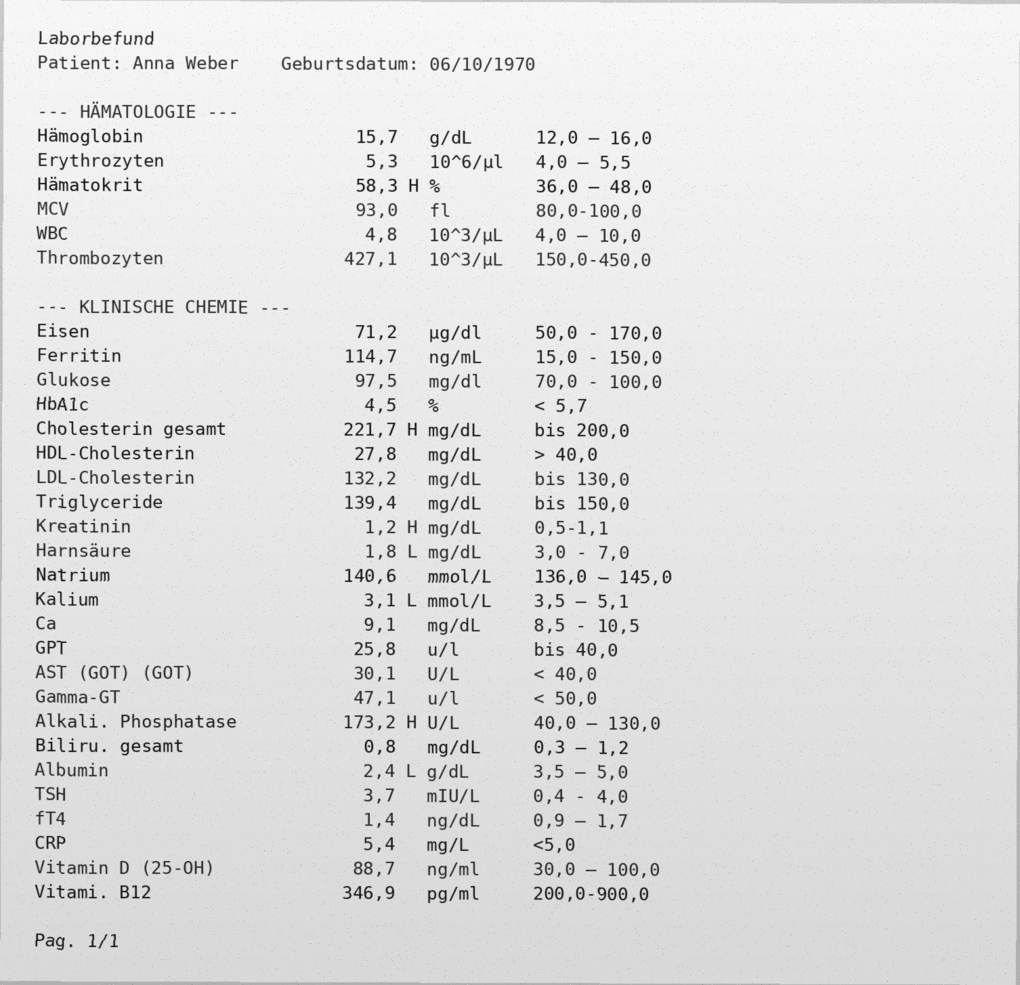 Laborbefund
Patient: Anna Weber    Geburtsdatum: 06/10/1970
--- HÄMATOLOGIE ---
Hämoglobin 15,7 g/dL 12,0 – 16,0
Erythrozyten 5,3 10^6/µl 4,0 – 5,5
Hämatokrit 58,3 H % 36,0 – 48,0
MCV 93,0 fl 80,0-100,0
WBC 4,8 10^3/µL 4,0 – 10,0
Thrombozyten 427,1 10^3/µL 150,0-450,0
--- KLINISCHE CHEMIE ---
Eisen 71,2 µg/dl 50,0 - 170,0
Ferritin 114,7 ng/mL 15,0 - 150,0
Glukose 97,5 mg/dl 70,0 - 100,0
HbA1c 4,5 % < 5,7
Cholesterin gesamt 221,7 H mg/dL bis 200,0
HDL-Cholesterin 27,8 mg/dL > 40,0
LDL-Cholesterin 132,2 mg/dL bis 130,0
Triglyceride 139,4 mg/dL bis 150,0
Kreatinin 1,2 H mg/dL 0,5-1,1
Harnsäure 1,8 L mg/dL 3,0 - 7,0
Natrium 140,6 mmol/L 136,0 – 145,0
Kalium 3,1 L mmol/L 3,5 – 5,1
Ca 9,1 mg/dL 8,5 - 10,5
GPT 25,8 u/l bis 40,0
AST (GOT) (GOT) 30,1 U/L < 40,0
Gamma-GT 47,1 u/l < 50,0
Alkali. Phosphatase 173,2 H U/L 40,0 – 130,0
Biliru. gesamt 0,8 mg/dL 0,3 – 1,2
Albumin 2,4 L g/dL 3,5 – 5,0
TSH 3,7 mIU/L 0,4 - 4,0
fT4 1,4 ng/dL 0,9 – 1,7
CRP 5,4 mg/L <5,0
Vitamin D (25-OH) 88,7 ng/ml 30,0 – 100,0
Vitami. B12 346,9 pg/ml 200,0-900,0
Pag. 1/1